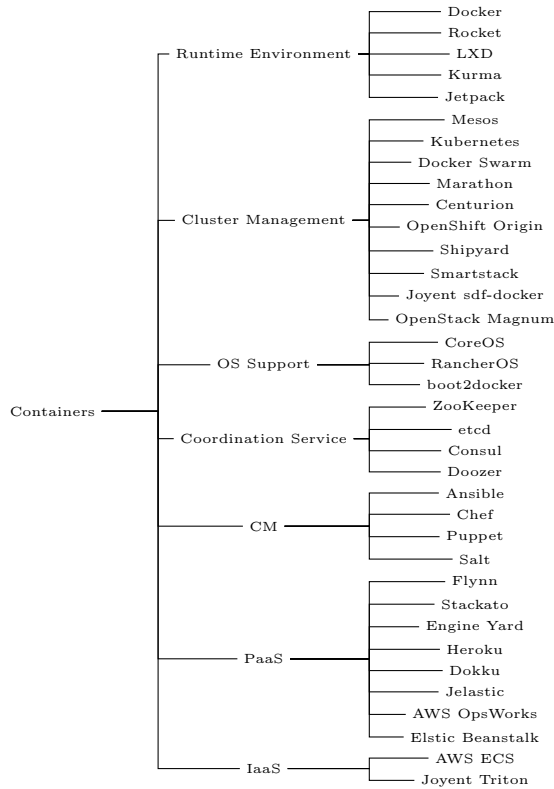 Docker
Rocket
Runtime Environment
LXD
Kurma
Jetpack
Mesos
Kubernetes
Docker Swarm
Marathon
Centurion
Cluster Management
OpenShift Origin
Shipyard
Smartstack
Joyent sdf-docker
OpenStack Magnum
CoreOS
OS Support
RancherOS
boot2docker
Containers
ZooKeeper
etcd
Coordination Service
Consul
Doozer
Ansible
Chef
CM
Puppet
Salt
Flynn
Stackato
Engine Yard
Heroku
PaaS
Dokku
Jelastic
AWS OpsWorks
Elstic Beanstalk
AWS ECS
IaaS
Joyent Triton